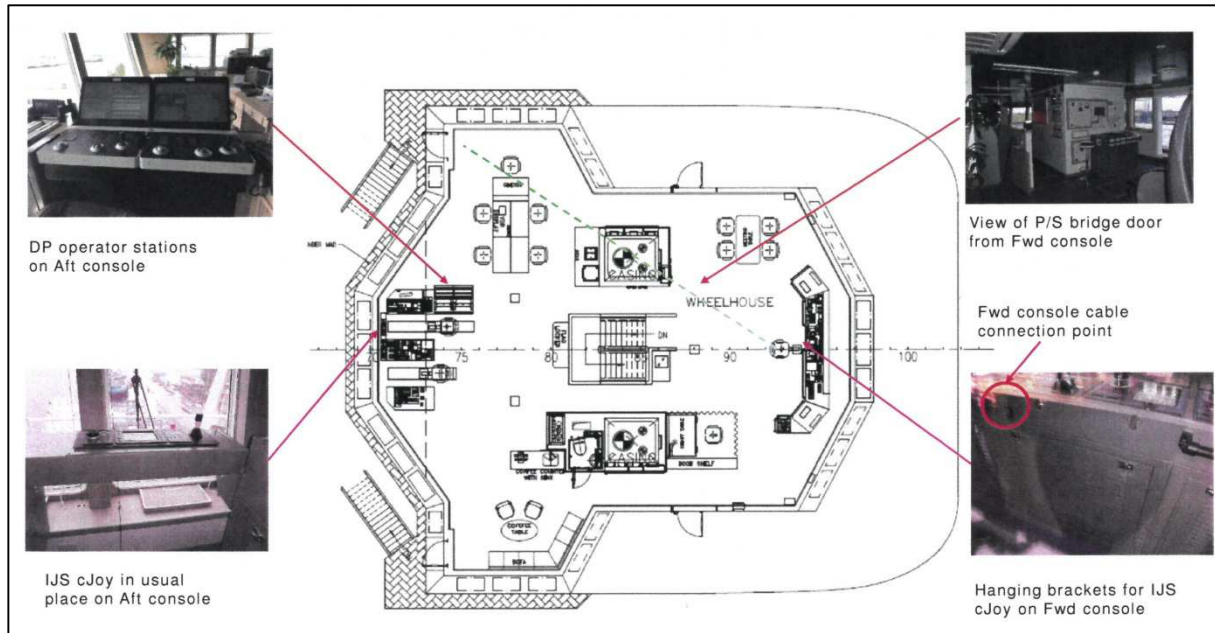 DP operator stations
on Aft console
IJS cJoy in usual
place on Aft console
CASING
WHEELHOUSE
DN
75
80
90
100
CASING
COFFEE COUNTER
WITH SINK
BOOK SHELF
COFFEE
TABLE
SOFA
View of P/S bridge door
from Fwd console
Fwd console cable
connection point
Hanging brackets for IJS
cJoy on Fwd console